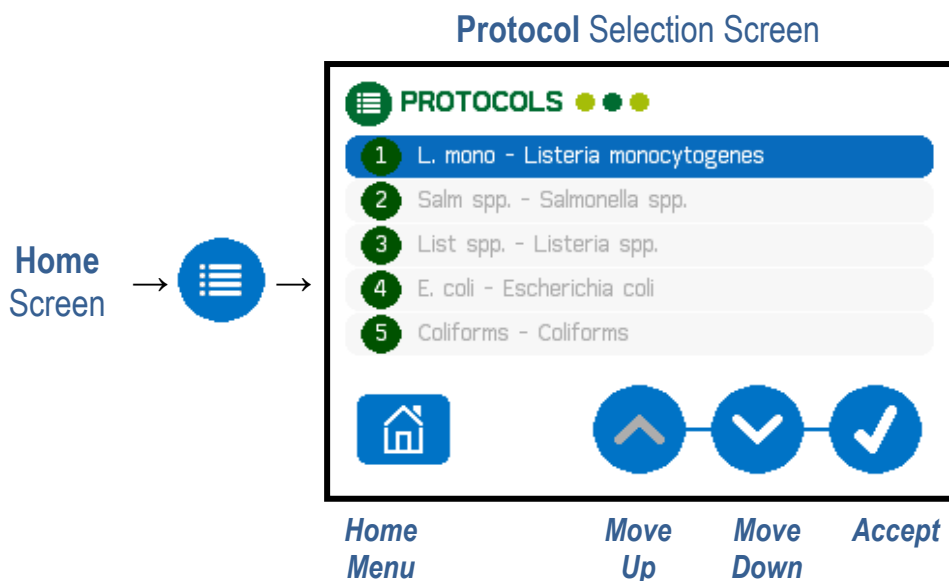 Protocol Selection Screen
PROTOCOLS
1 L. mono - Listeria monocytogenes
2 Salm spp. - Salmonella spp.
3 List spp. - Listeria spp.
4 E. coli - Escherichia coli
5 Coliforms - Coliforms
Home
Screen
→ →
Home
Menu
Move
Up
Move
Down
Accept